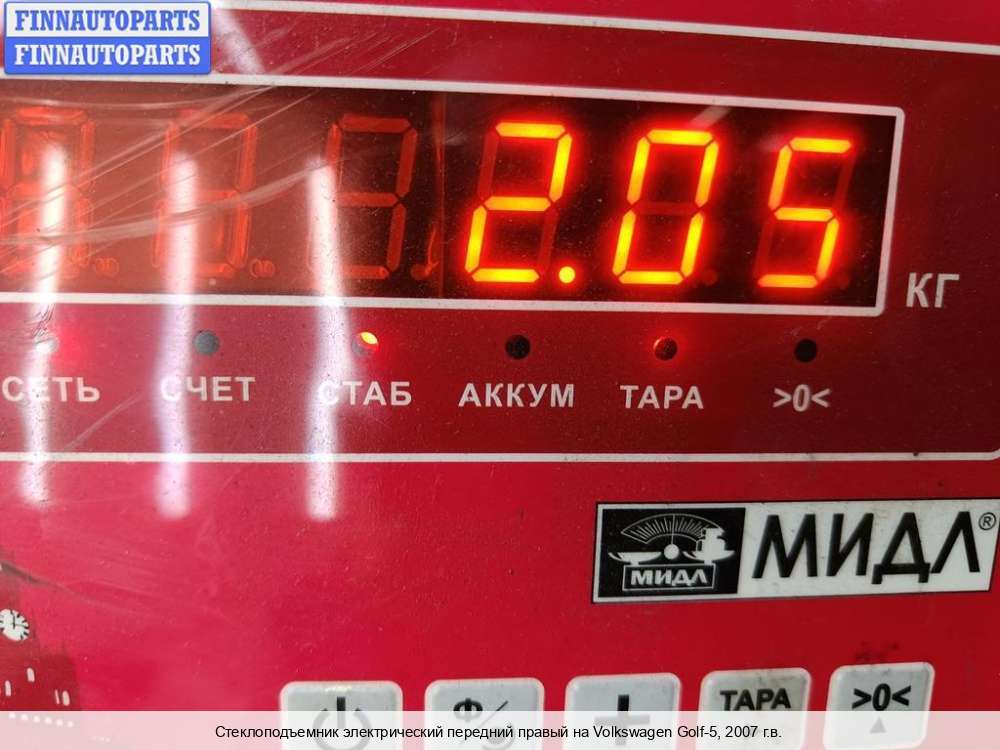 FINNAUTOPARTS
FINNAUTOPARTS
2.05
КГ
СЕТЬ СЧЕТ СТАБ АККУМ ТАРА >0<
МИДЛ МИДЛ®
Ф/
+ ТАРА >0<
Стеклоподъемник электрический передний правый на Volkswagen Golf-5, 2007 г.в.